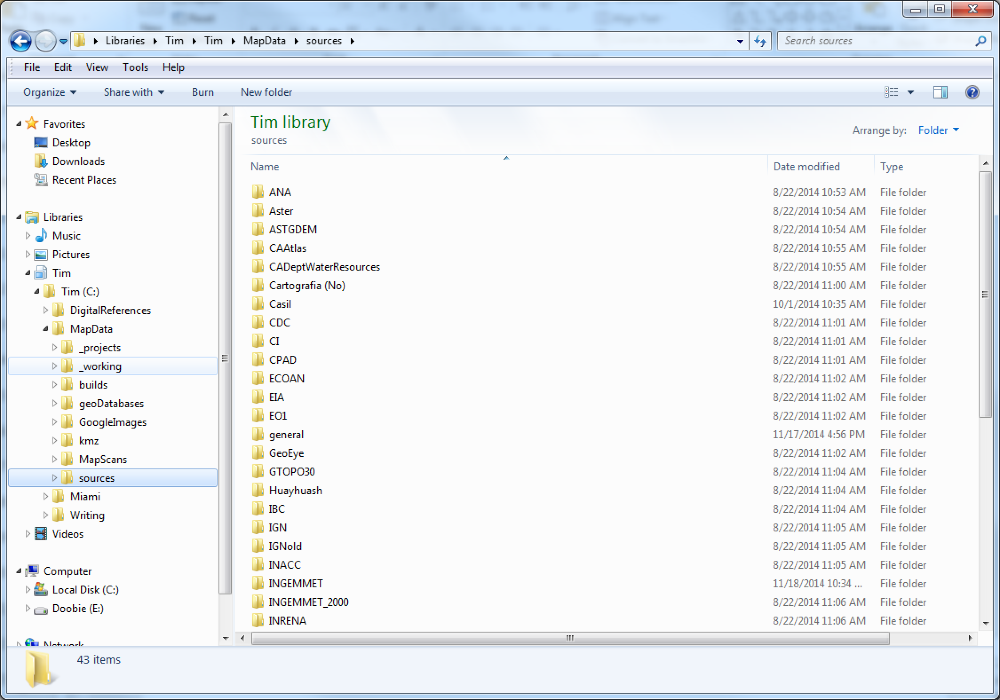 Libraries Tim Tim MapData sources
Search sources
File Edit View Tools Help
Organize Share with Burn New folder
Favorites
Desktop
Downloads
Recent Places
Libraries
Music
Pictures
Tim
Tim (C:)
DigitalReferences
MapData
_projects
_working
builds
geoDatabases
GoogleImages
kmz
MapScans
sources
Miami
Writing
Videos
Computer
Local Disk (C:)
Doobie (E:)
Network
Tim library
sources
Arrange by: Folder
Name Date modified Type
ANA 8/22/2014 10:53 AM File folder
Aster 8/22/2014 10:54 AM File folder
ASTGDEM 8/22/2014 10:54 AM File folder
CAAtlas 8/22/2014 10:55 AM File folder
CADeptWaterResources 8/22/2014 10:55 AM File folder
Cartografia (No) 8/22/2014 11:00 AM File folder
Casil 10/1/2014 10:35 AM File folder
CDC 8/22/2014 11:01 AM File folder
CI 8/22/2014 11:01 AM File folder
CPAD 8/22/2014 11:01 AM File folder
ECOAN 8/22/2014 11:02 AM File folder
EIA 8/22/2014 11:02 AM File folder
EO1 8/22/2014 11:02 AM File folder
general 11/17/2014 4:56 PM File folder
GeoEye 8/22/2014 11:02 AM File folder
GTOPO30 8/22/2014 11:04 AM File folder
Huayhuash 8/22/2014 11:04 AM File folder
IBC 8/22/2014 11:04 AM File folder
IGN 8/22/2014 11:05 AM File folder
IGNold 8/22/2014 11:05 AM File folder
INACC 8/22/2014 11:05 AM File folder
INGEMMET 11/18/2014 10:34 ... File folder
INGEMMET_2000 8/22/2014 11:06 AM File folder
INRENA 8/22/2014 11:06 AM File folder
43 items